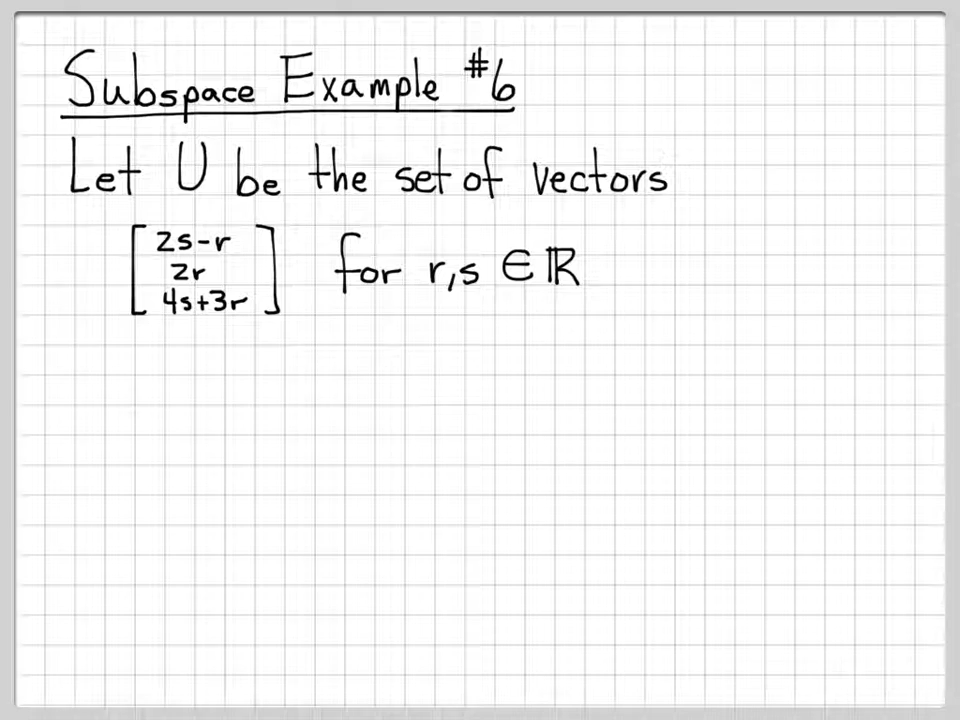 Subspace Example #6
Let U be the set of vectors
[2s-r
2r
4s+3r] for r,s ∈ ℝ